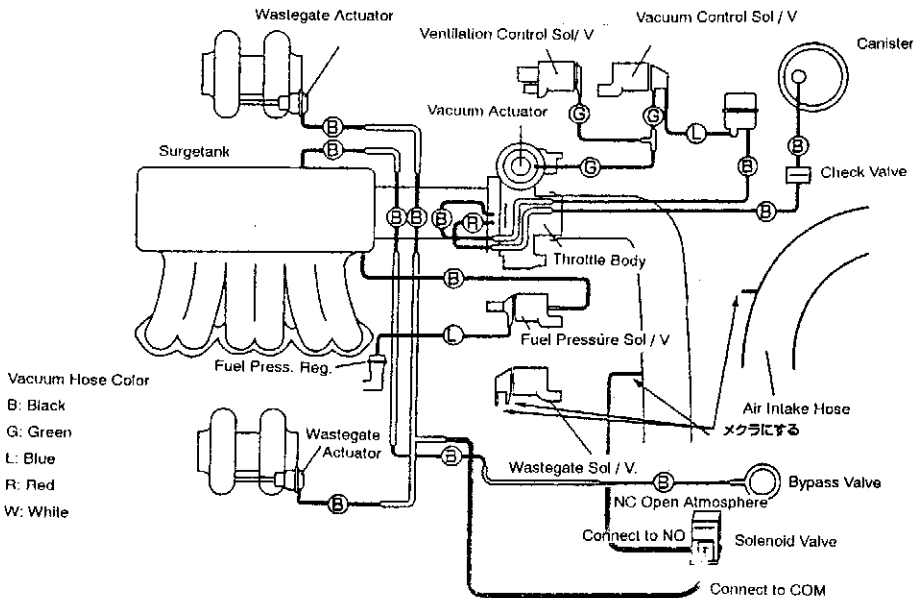 Wastegate Actuator
Ventilation Control Sol/ V
Vacuum Control Sol/ V
Canister
Vacuum Actuator
G
G
B
L
Surgetank
B
G
B
B
Check Valve
B
B
B
R
B
Throttle Body
B
Fuel Pressure Sol/ V
L
Fuel Press. Reg.
Vacuum Hose Color
B: Black
G: Green
L: Blue
R: Red
W: White
Air Intake Hose
メクラにする
Wastegate
Actuator
Wastegate Sol/ V.
B
B
Bypass Valve
NC Open Atmosphere
B
Connect to NO
Solenoid Valve
Connect to COM